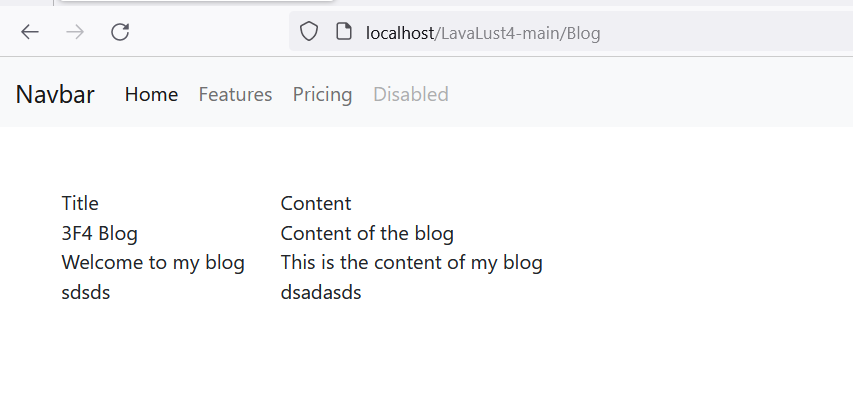 localhost/LavaLust4-main/Blog
Navbar Home Features Pricing Disabled
Title Content
3F4 Blog Content of the blog
Welcome to my blog This is the content of my blog
sdsds dsadasds